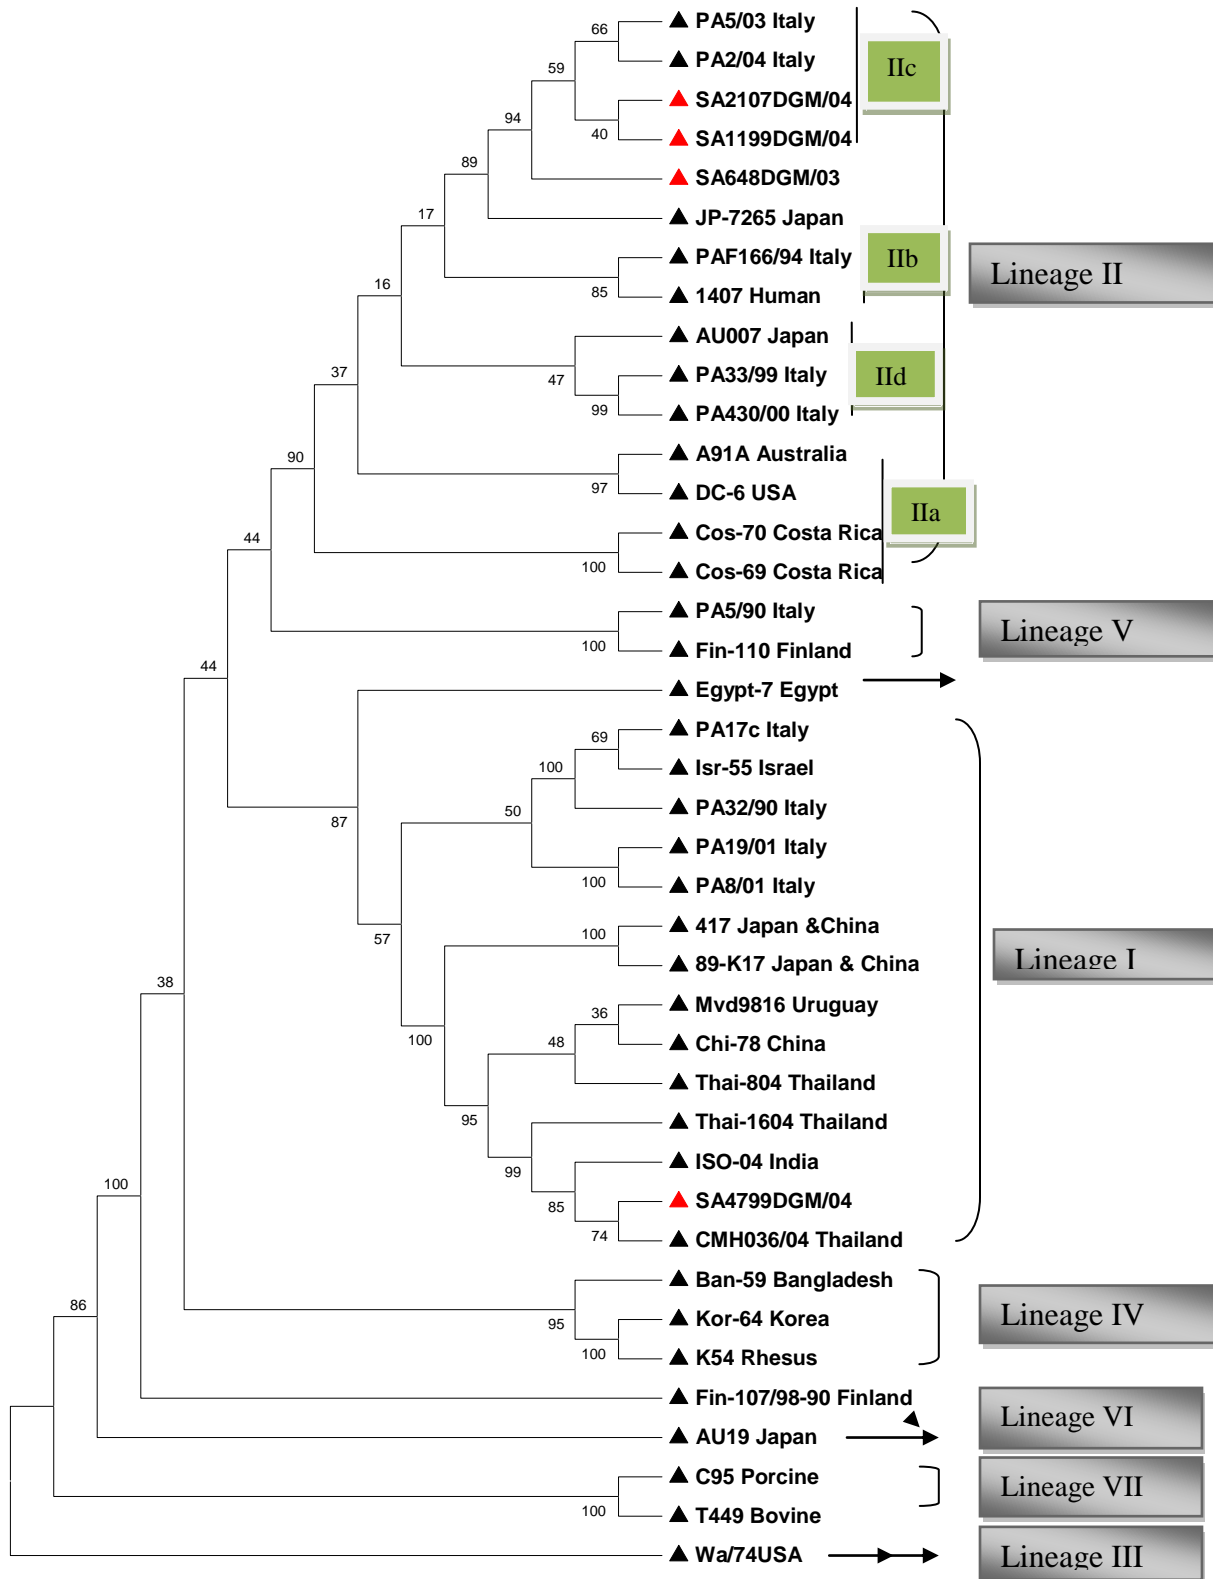 PA5/03 Italy
66
PA2/04 Italy
IIc
59
SA2107DGM/04
94
40
SA1199DGM/04
89
SA648DGM/03
17
JP-7265 Japan
PAF166/94 Italy
IIb
Lineage II
16
85
1407 Human
AU007 Japan
37
47
PA33/99 Italy
IId
99
PA430/00 Italy
90
A91A Australia
97
DC-6 USA
IIa
44
Cos-70 Costa Rica
100
Cos-69 Costa Rica
PA5/90 Italy
Lineage V
44
100
Fin-110 Finland
Egypt-7 Egypt
PA17c Italy
69
100
Isr-55 Israel
50
PA32/90 Italy
87
PA19/01 Italy
100
PA8/01 Italy
57
417 Japan &China
100
89-K17 Japan & China
Lineage I
38
Mvd9816 Uruguay
36
100
48
Chi-78 China
Thai-804 Thailand
95
Thai-1604 Thailand
99
ISO-04 India
100
85
SA4799DGM/04
74
CMH036/04 Thailand
Ban-59 Bangladesh
86
95
Kor-64 Korea
Lineage IV
100
K54 Rhesus
Fin-107/98-90 Finland
Lineage VI
AU19 Japan
C95 Porcine
Lineage VII
100
T449 Bovine
Wa/74USA
Lineage III